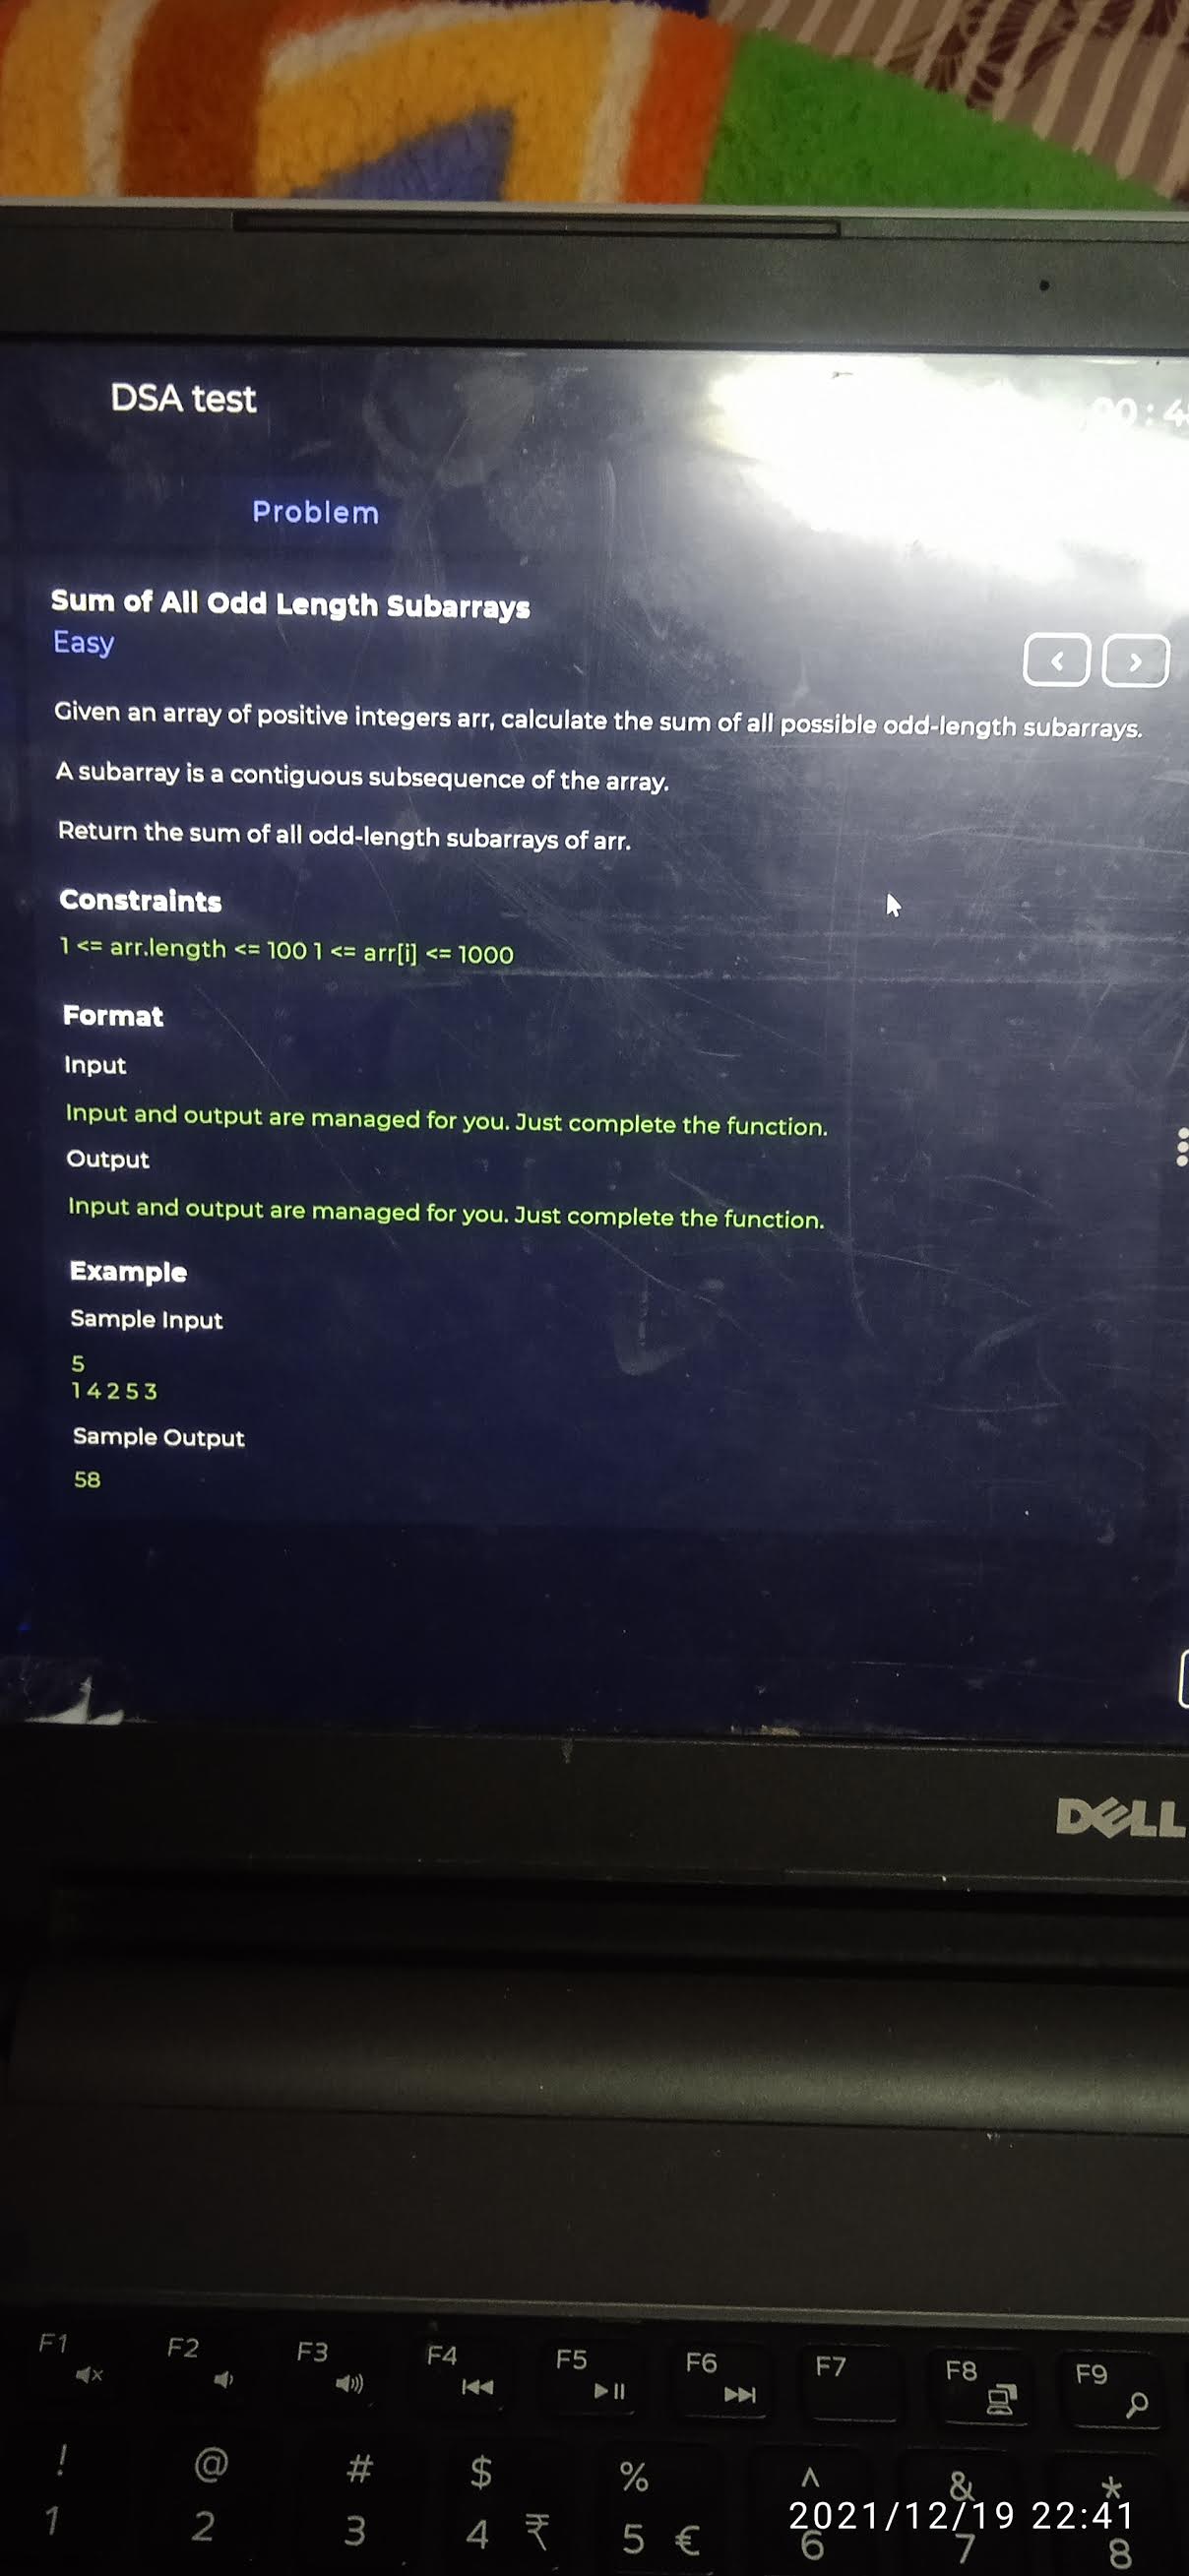 DSA test
00 : 4
Problem
Sum of All Odd Length Subarrays
Easy
Given an array of positive integers arr, calculate the sum of all possible odd-length subarrays.
A subarray is a contiguous subsequence of the array.
Return the sum of all odd-length subarrays of arr.
Constraints
1 <= arr.length <= 100 1 <= arr[i] <= 1000
Format
Input
Input and output are managed for you. Just complete the function.
Output
Input and output are managed for you. Just complete the function.
Example
Sample Input
5
1 4 2 5 3
Sample Output
58
DELL
F1 F2 F3 F4 F5 F6 F7 F8 F9
! @ # $ % ^ & *
1 2 3 4 ₹ 5 € 6 7 8
2021/12/19 22:41